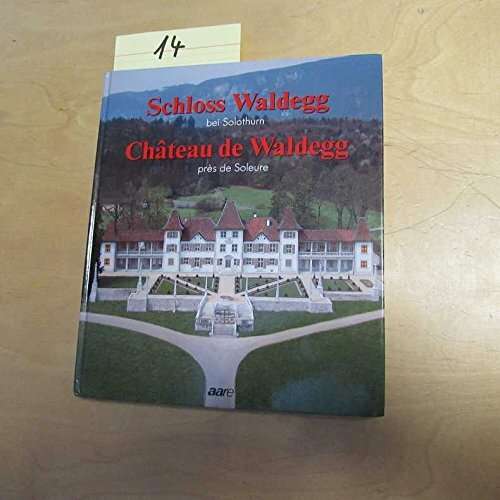 14
Schloss Waldegg
bei Solothurn
Château de Waldegg
près de Soleure
aare